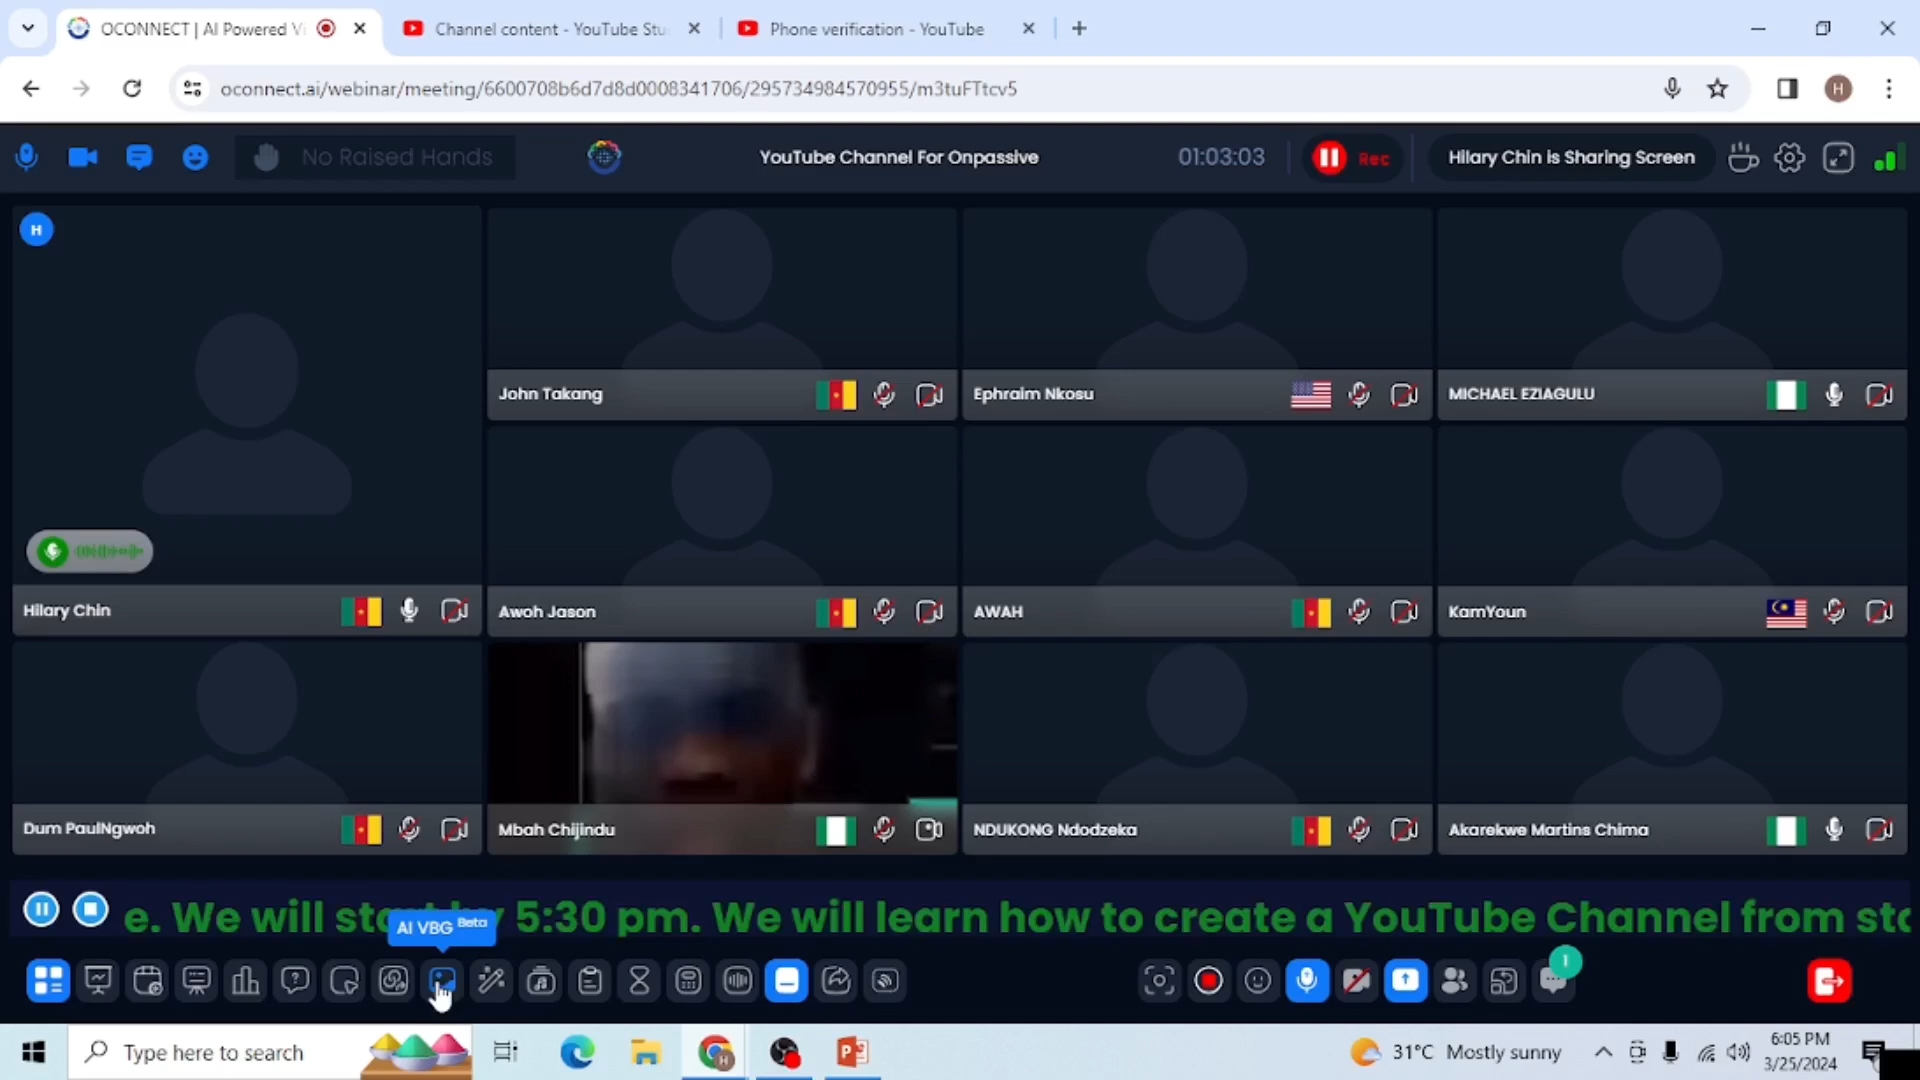 OCONNECT | AI Powered Vi
Channel content - YouTube Stu
Phone verification - YouTube
oconnect.ai/webinar/meeting/6600708b6d7d8d0008341706/295734984570955/m3tuFTtcv5
H
No Raised Hands
YouTube Channel For Onpassive
01:03:03
Rec
Hilary Chin is Sharing Screen
H
John Takang
Ephraim Nkosu
MICHAEL EZIAGULU
Hilary Chin
Awoh Jason
AWAH
KamYoun
Dum PaulNgwoh
Mbah Chijindu
NDUKONG Ndodzeka
Akarekwe Martins Chima
e. We will sta y 5:30 pm. We will learn how to create a YouTube Channel from sta
AI VBG Beta
1
Type here to search
31°C Mostly sunny
6:05 PM
3/25/2024